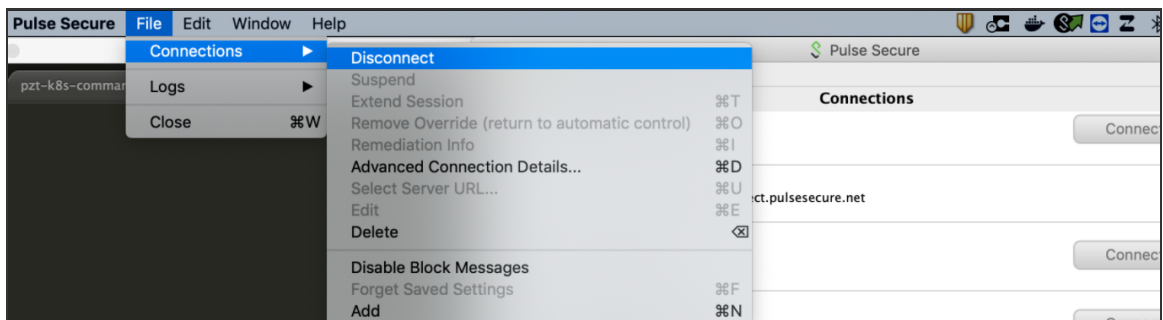 Pulse Secure File Edit Window Help
Pulse Secure
Connections
Logs
Close ⌘W
Disconnect
Suspend
Extend Session ⌘T
Remove Override (return to automatic control) ⌘O
Remediation Info ⌘I
Advanced Connection Details... ⌘D
Select Server URL... ⌘U
Edit ⌘E
Delete ⌫
Disable Block Messages
Forget Saved Settings ⌘F
Add ⌘N
pzt-k8s-commar
Connections
Connec
ct.pulsesecure.net
Connec